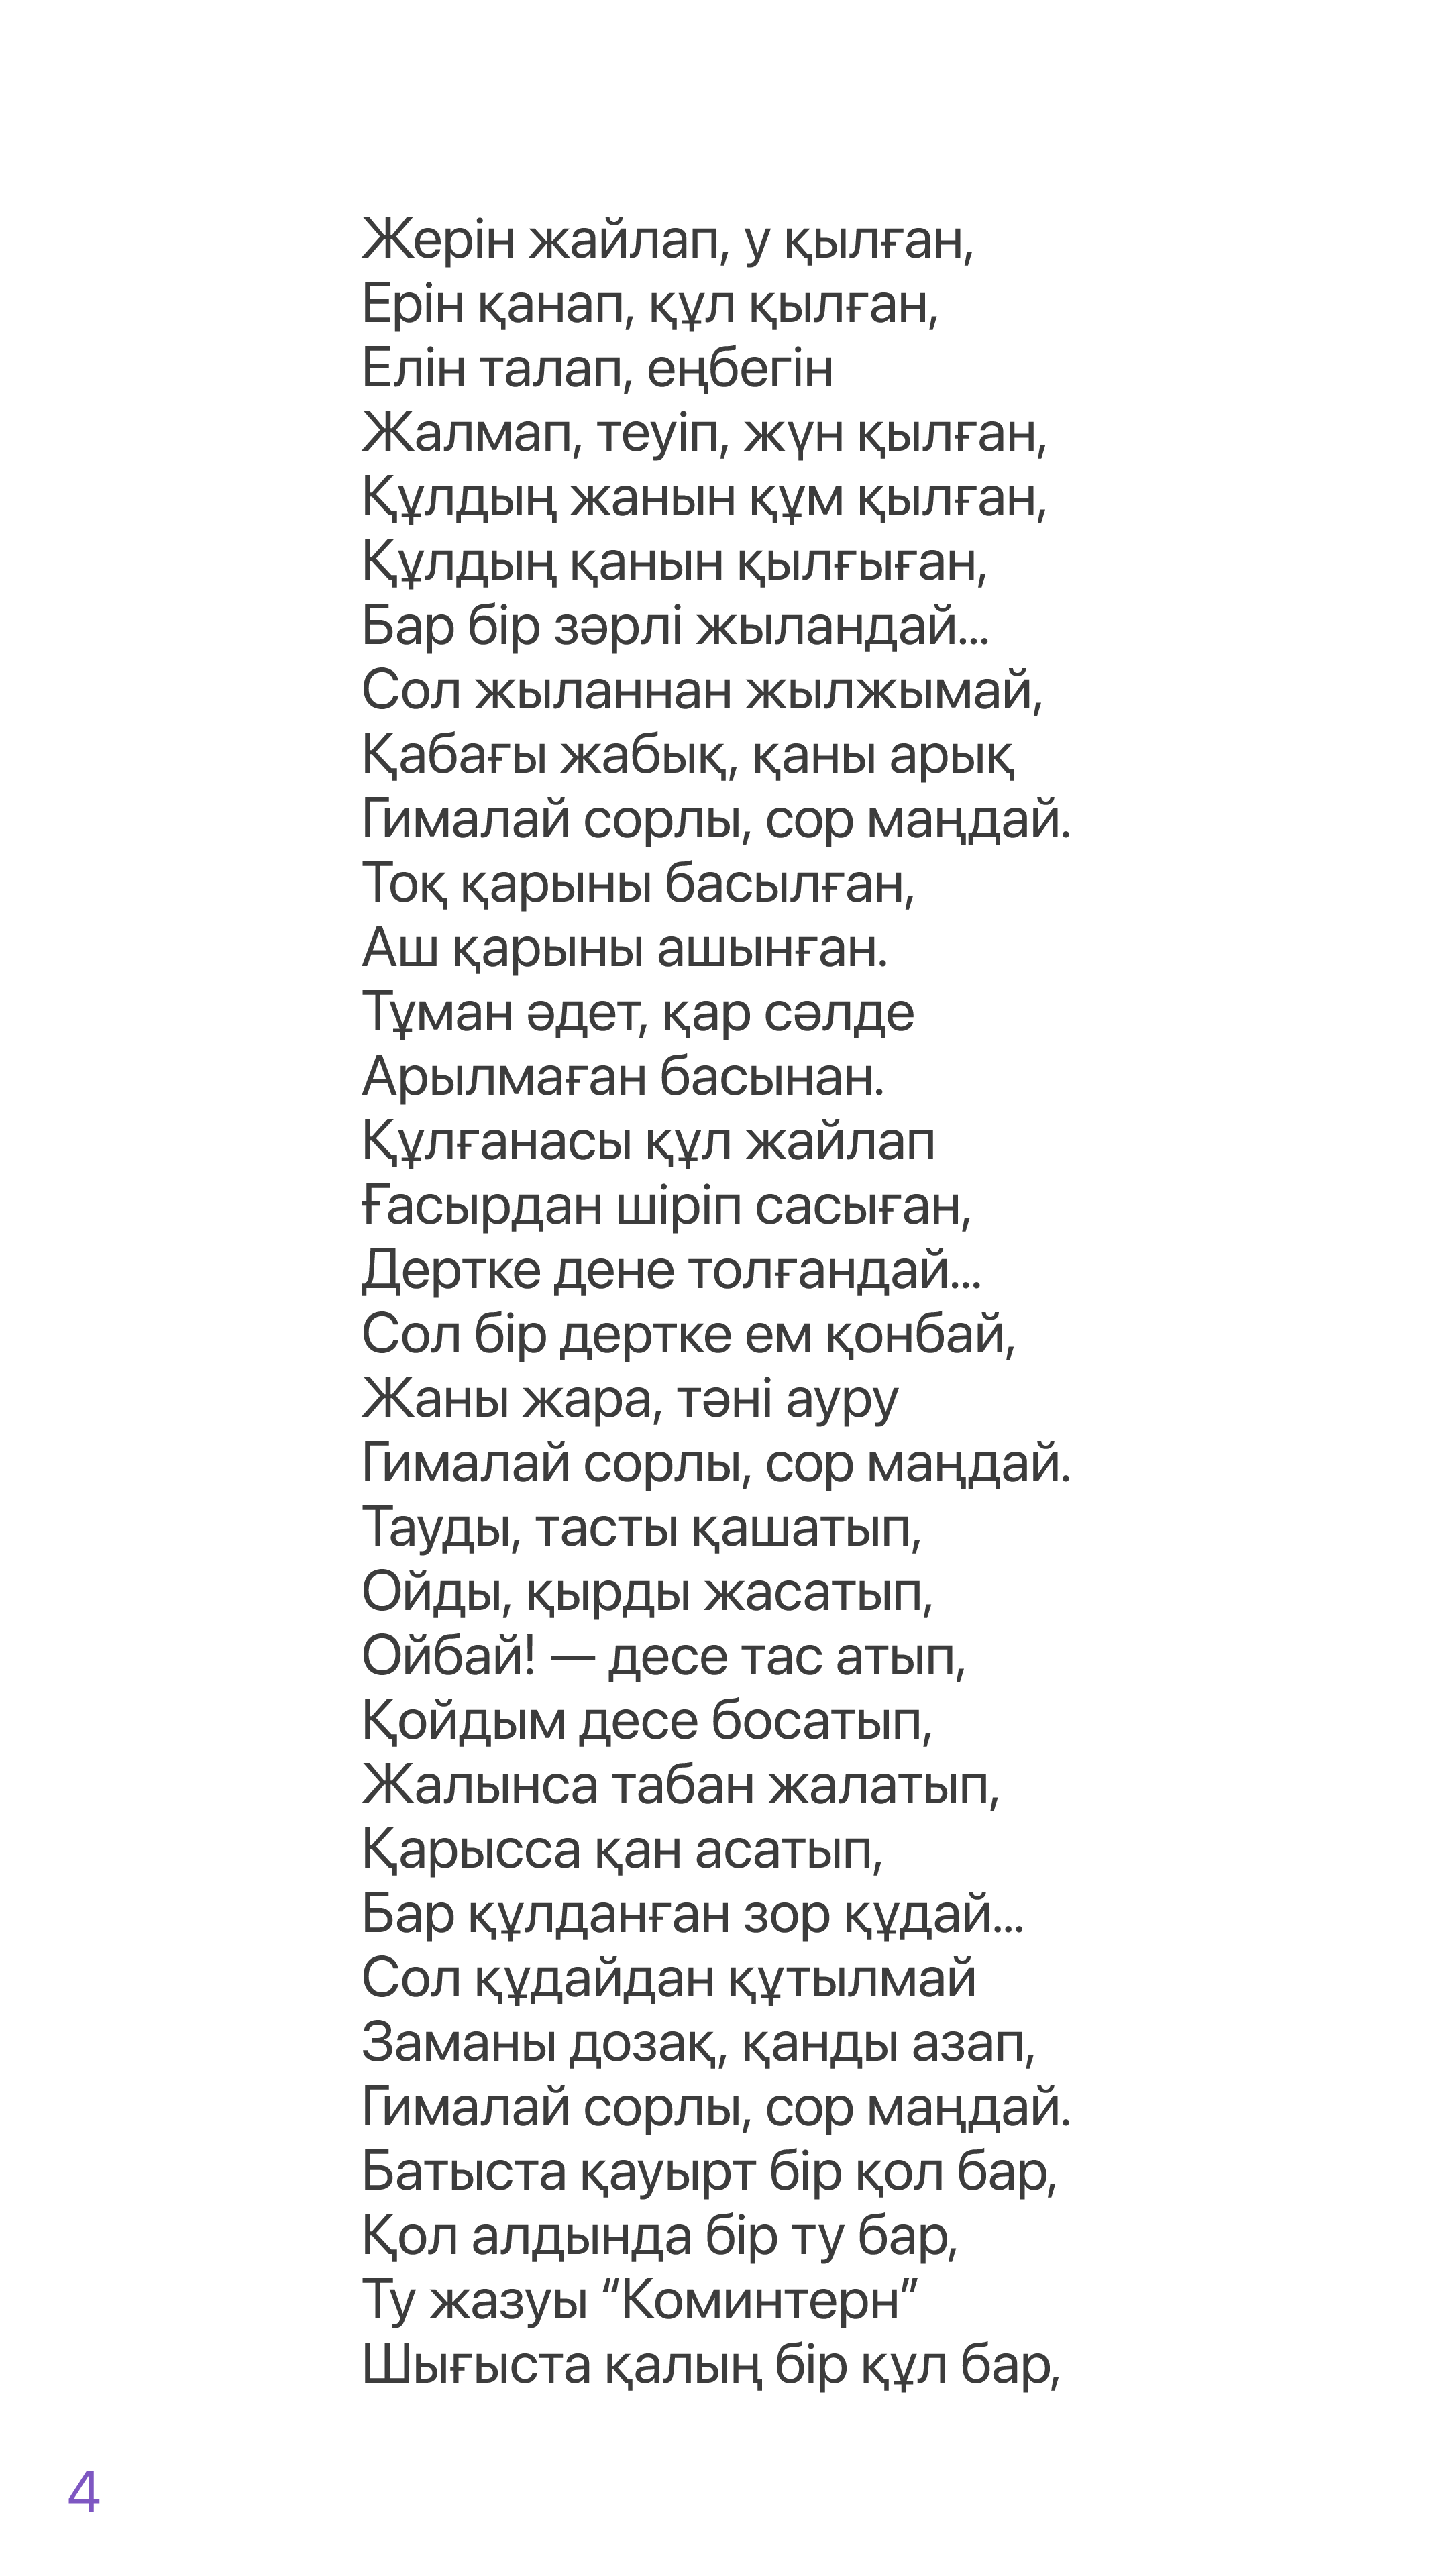 Жерін жайлап, у қылған,
Ерін қанап, құл қылған,
Елін талап, еңбегін
Жалмап, теуіп, жүн қылған,
Құлдың жанын құм қылған,
Құлдың қанын қылғыған,
Бар бір зәрлі жыландай...
Сол жыланнан жылжымай,
Қабағы жабық, қаны арық
Гималай сорлы, сор маңдай.
Тоқ қарыны басылған,
Аш қарыны ашынған.
Тұман әдет, қар сәлде
Арылмаған басынан.
Құлғанасы құл жайлап
Ғасырдан шіріп сасыған,
Дертке дене толғандай...
Сол бір дертке ем қонбай,
Жаны жара, тәні ауру
Гималай сорлы, сор маңдай.
Тауды, тасты қашатып,
Ойды, қырды жасатып,
Ойбай! — десе тас атып,
Қойдым десе босатып,
Жалынса табан жалатып,
Қарысса қан асатып,
Бар құлданған зор құдай...
Сол құдайдан құтылмай
Заманы дозақ, қанды азап,
Гималай сорлы, сор маңдай.
Батыста қауырт бір қол бар,
Қол алдында бір ту бар,
Ту жазуы “Коминтерн”
Шығыста қалың бір құл бар,
4